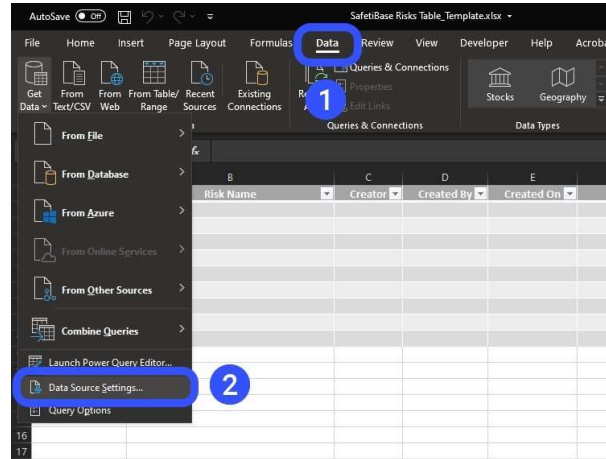 AutoSave Off SafetiBase Risks Table_Template.xlsx
File Home Insert Page Layout Formulas Data Review View Developer Help Acroba
Get Data From Text/CSV From Web From Table/ Range Recent Sources Existing Connections Queries & Connections Properties Edit Links Stocks Geography
1
Queries & Connections Data Types
From File
fx
From Database
B C D E
Risk Name Creator Created By Created On
From Azure
From Online Services
From Other Sources
Combine Queries
Launch Power Query Editor...
Data Source Settings... 2
Query Options
16
17